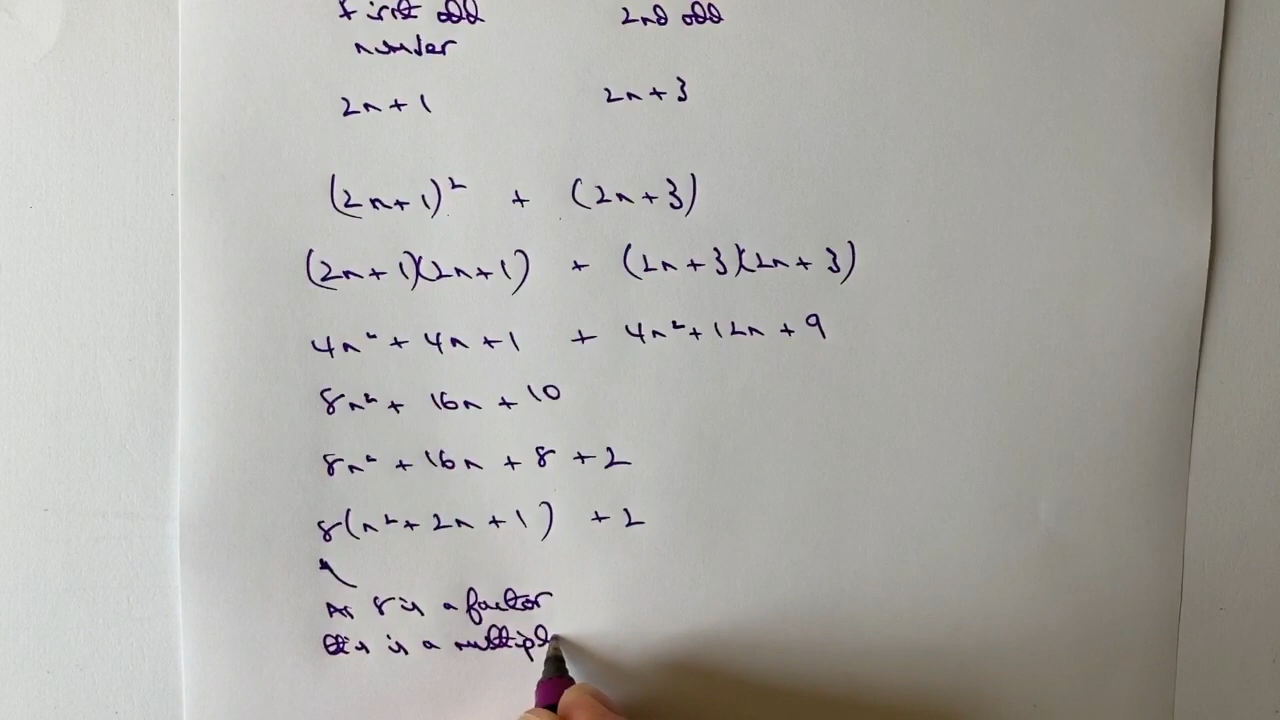 First odd 2nd odd
number
2n + 1 2n + 3
(2n+1)² + (2n+3)
(2n+1)(2n+1) + (2n+3)(2n+3)
4n² + 4n + 1 + 4n² + 12n + 9
8n² + 16n + 10
8n² + 16n + 8 + 2
8(n² + 2n + 1) + 2
As 8 is a factor
this is a multipl